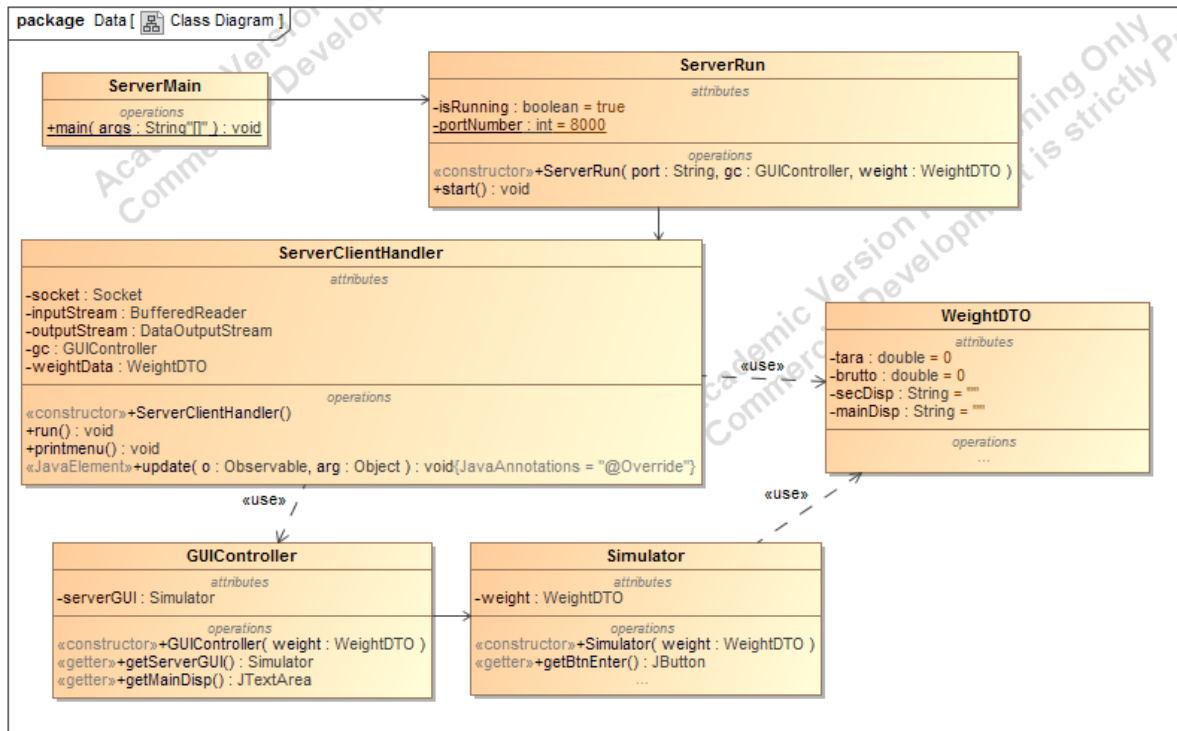 package Data [ Class Diagram ]
ServerMain
operations
+main( args : String"[]" ) : void
ServerRun
attributes
-isRunning : boolean = true
-portNumber : int = 8000
operations
«constructor»+ServerRun( port : String, gc : GUIController, weight : WeightDTO )
+start() : void
ServerClientHandler
attributes
-socket : Socket
-inputStream : BufferedReader
-outputStream : DataOutputStream
-gc : GUIController
-weightData : WeightDTO
operations
«constructor»+ServerClientHandler()
+run() : void
+printmenu() : void
«JavaElement»+update( o : Observable, arg : Object ) : void{JavaAnnotations = "@Override"}
«use»
WeightDTO
attributes
-tara : double = 0
-brutto : double = 0
-secDisp : String = ""
-mainDisp : String = ""
operations
...
«use»
«use»
GUIController
attributes
-serverGUI : Simulator
operations
«constructor»+GUIController( weight : WeightDTO )
«getter»+getServerGUI() : Simulator
«getter»+getMainDisp() : JTextArea
Simulator
attributes
-weight : WeightDTO
operations
«constructor»+Simulator( weight : WeightDTO )
«getter»+getBtnEnter() : JButton
...